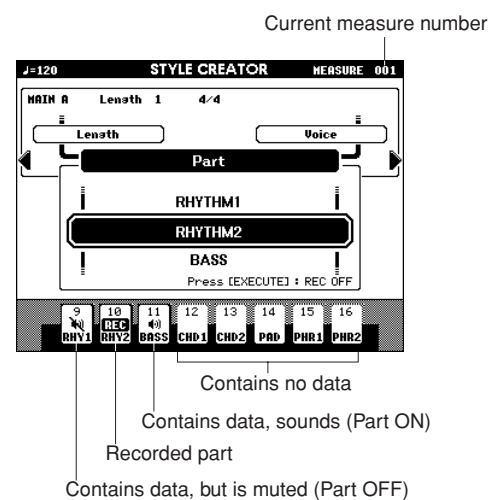 Current measure number
♩=120 STYLE CREATOR MEASURE 001
MAIN A Length 1 4/4
Length Voice
Part
RHYTHM1
RHYTHM2
BASS
Press [EXECUTE] : REC OFF
9 10 11 12 13 14 15 16
REC
RHY1 RHY2 BASS CHD1 CHD2 PAD PHR1 PHR2
Contains no data
Contains data, sounds (Part ON)
Recorded part
Contains data, but is muted (Part OFF)